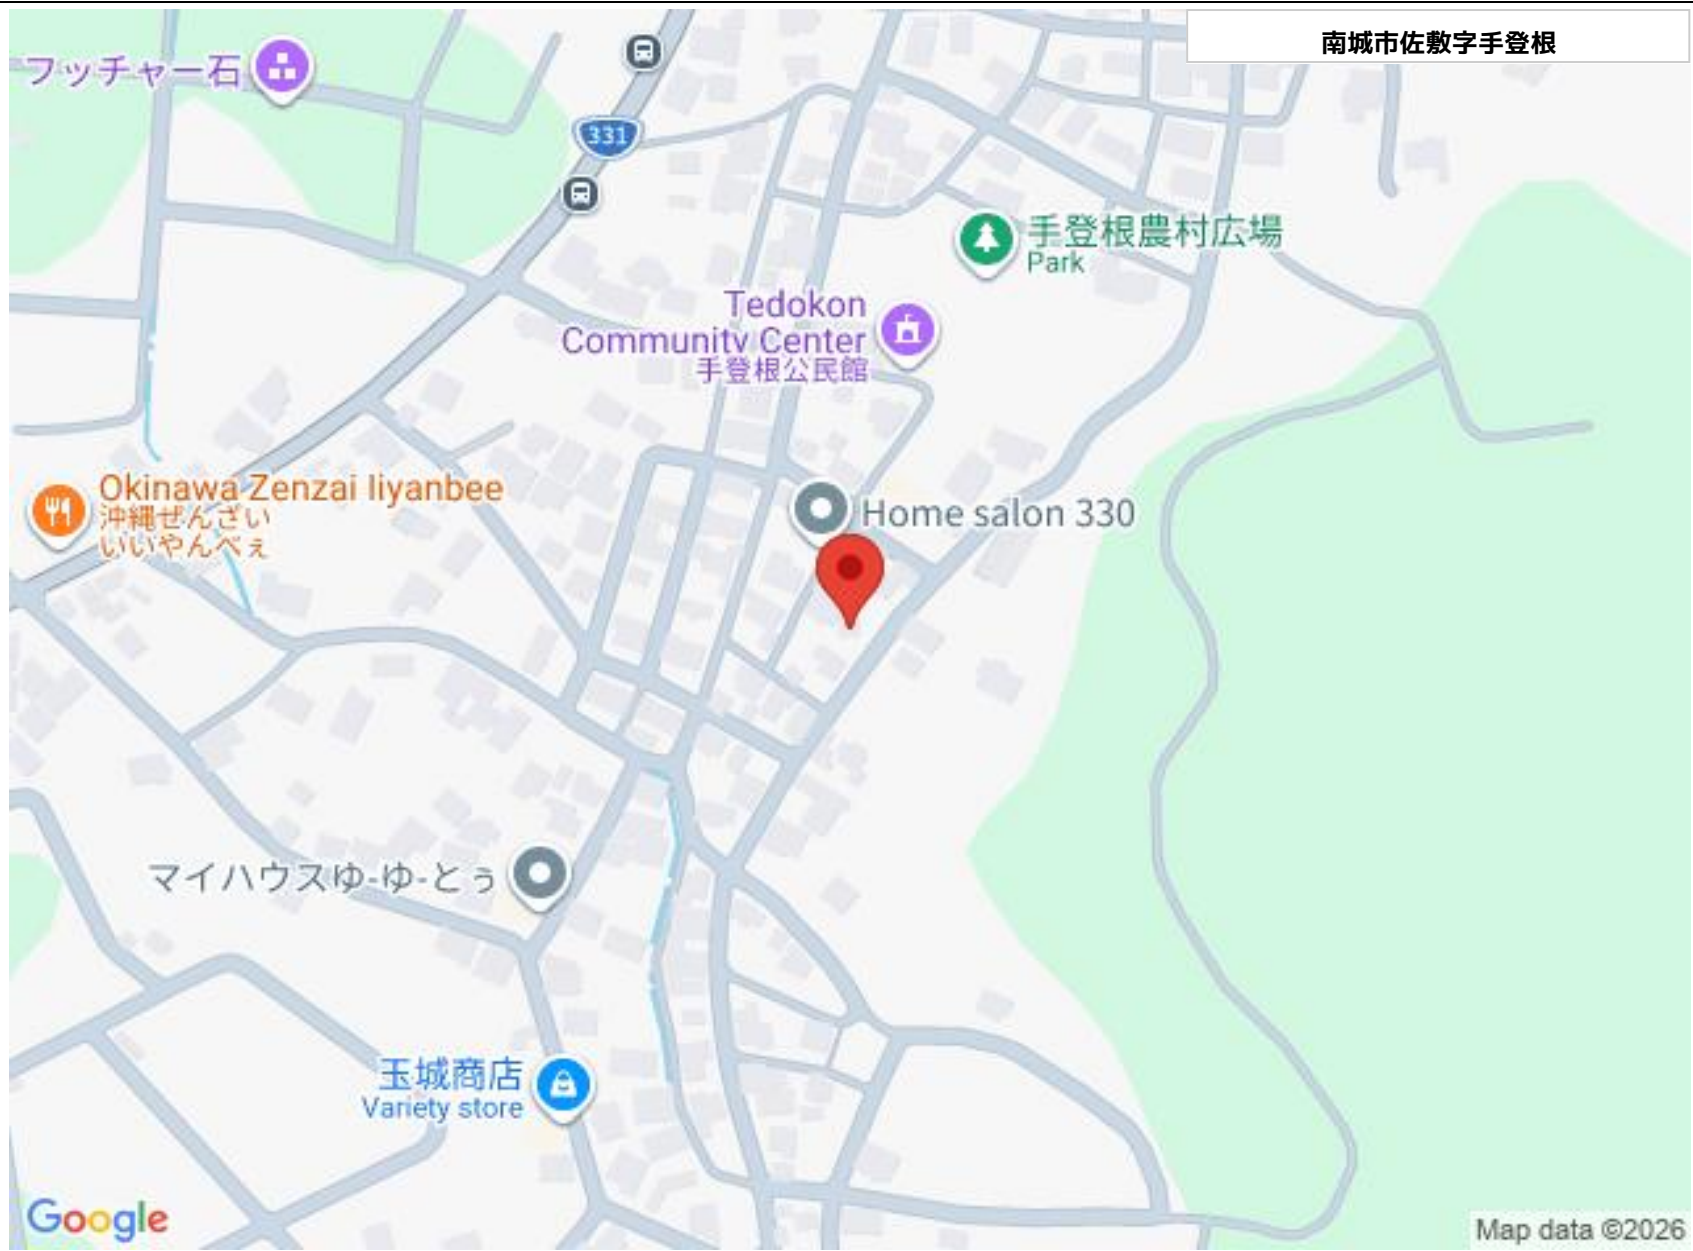 南城市佐敷字手登根
フッチャー石
331
手登根農村広場
Park
Tedokon
Community Center
手登根公民館
Okinawa Zenzai Iiyanbee
沖縄ぜんざい
いいやんべぇ
Home salon 330
マイハウスゆ-ゆ-とぅ
玉城商店
Variety store
Google
Map data ©2026